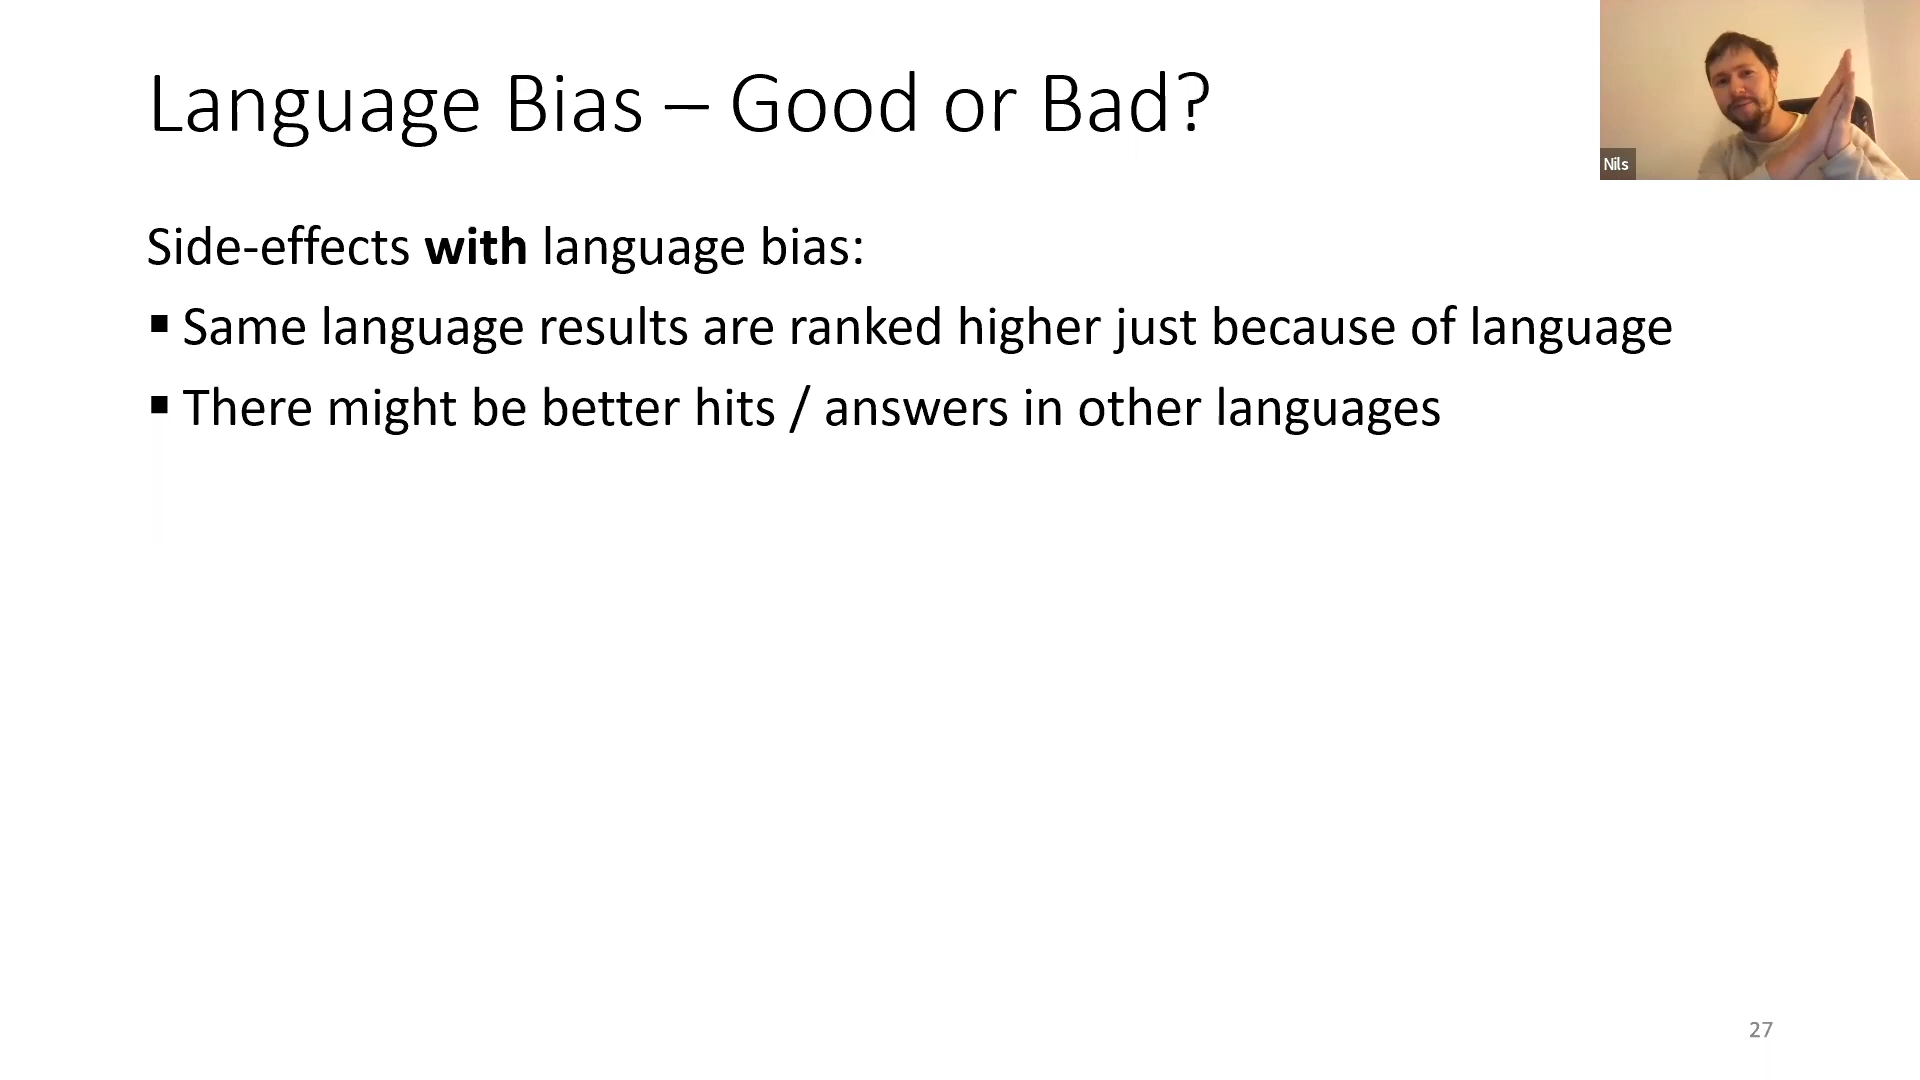 Language Bias – Good or Bad?
Nils
Side-effects with language bias:
▪ Same language results are ranked higher just because of language
▪ There might be better hits / answers in other languages
27